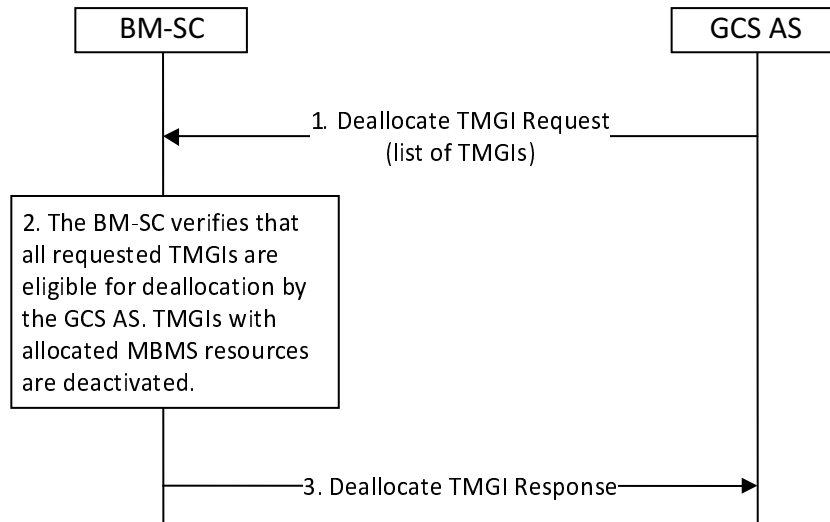 BM-SC
GCS AS
1. Deallocate TMGI Request
(list of TMGIs)
2. The BM-SC verifies that
all requested TMGIs are
eligible for deallocation by
the GCS AS. TMGIs with
allocated MBMS resources
are deactivated.
3. Deallocate TMGI Response